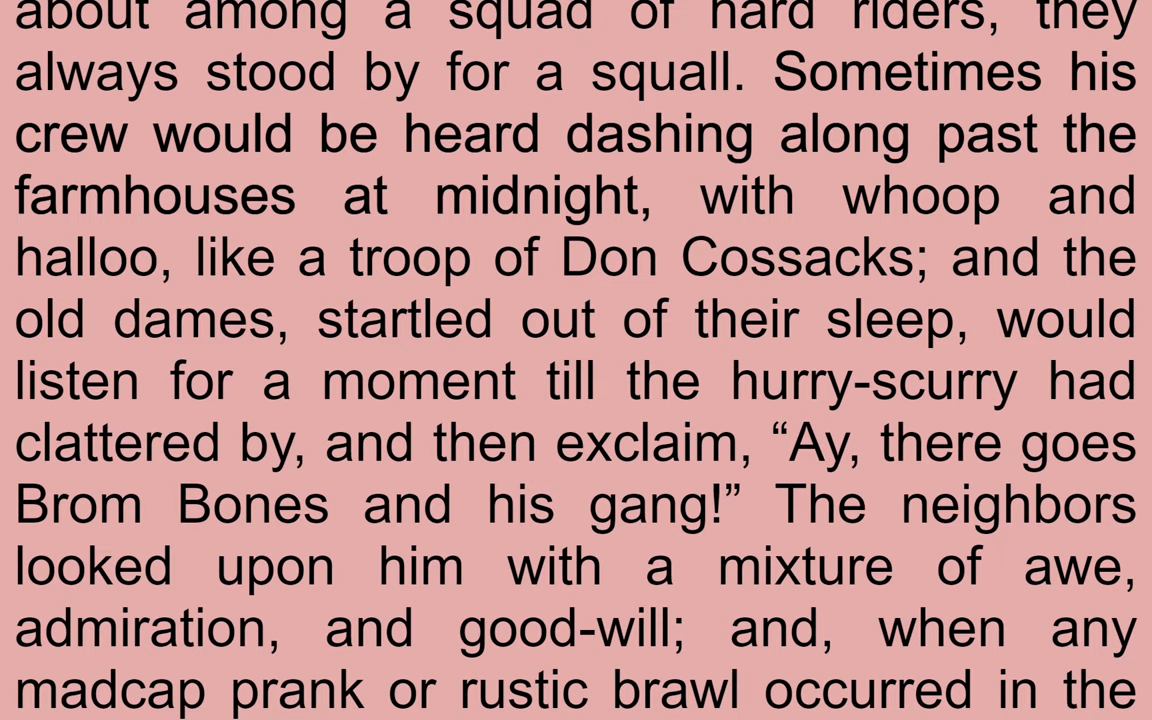 about among a squad of hard riders, they
always stood by for a squall. Sometimes his
crew would be heard dashing along past the
farmhouses at midnight, with whoop and
halloo, like a troop of Don Cossacks; and the
old dames, startled out of their sleep, would
listen for a moment till the hurry-scurry had
clattered by, and then exclaim, “Ay, there goes
Brom Bones and his gang!” The neighbors
looked upon him with a mixture of awe,
admiration, and good-will; and, when any
madcap prank or rustic brawl occurred in the